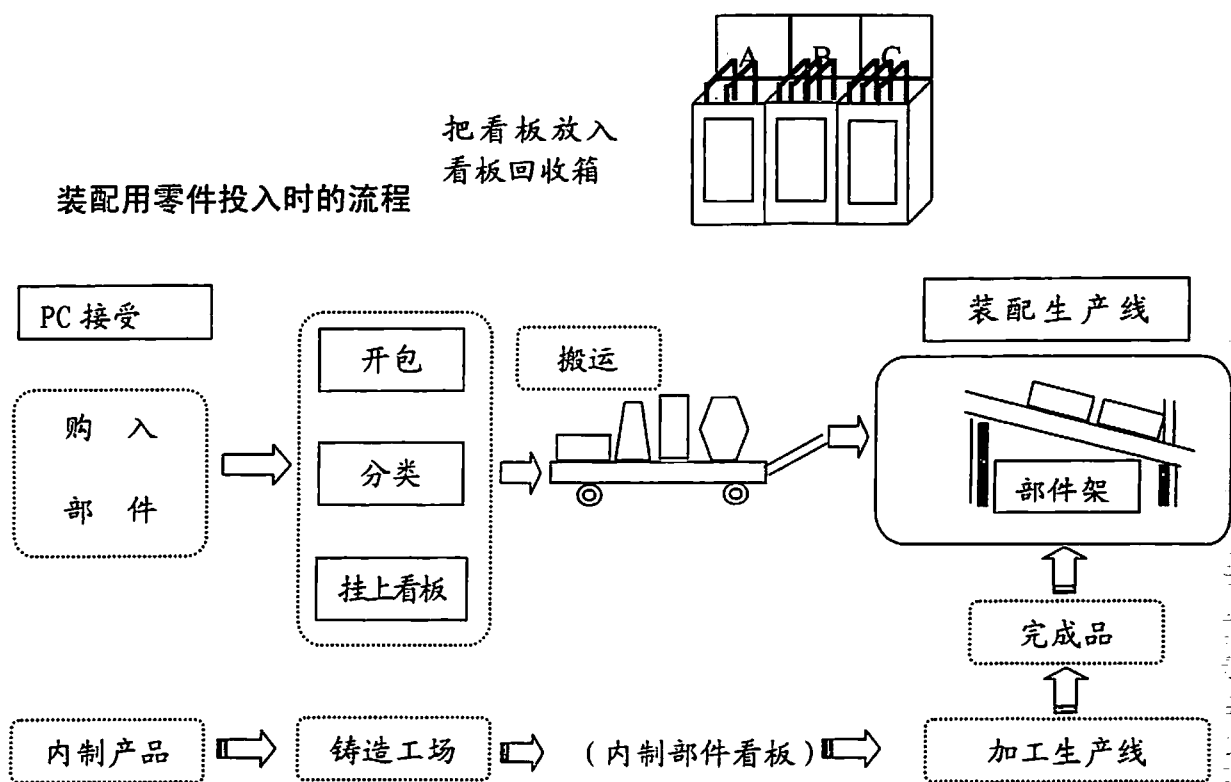 A B C
把看板放入
看板回收箱
装配用零件投入时的流程
PC接受
装配生产线
开包
搬运
购 入
部 件
分类
部件架
挂上看板
完成品
内制产品
铸造工场
(内制部件看板)
加工生产线